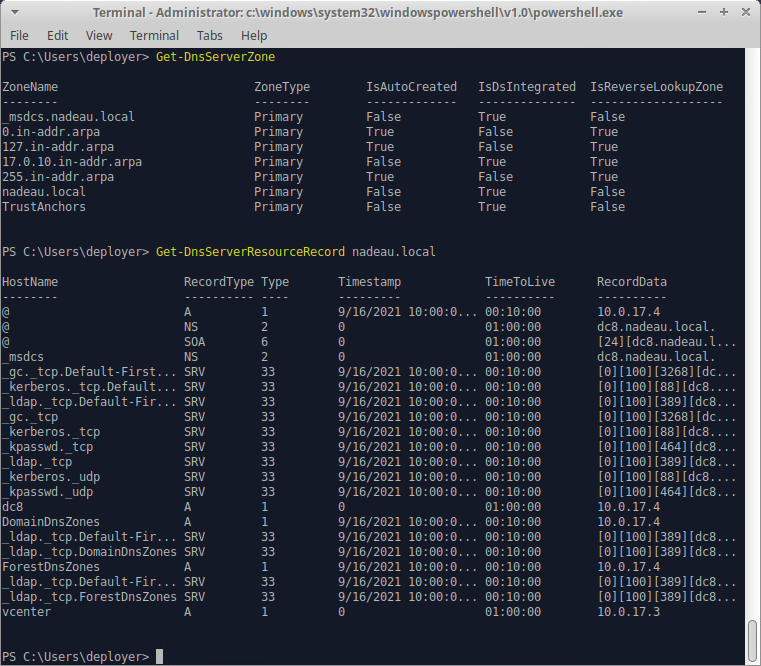 Terminal - Administrator: c:\windows\system32\windowspowershell\v1.0\powershell.exe
File Edit View Terminal Tabs Help
PS C:\Users\deployer> Get-DnsServerZone
ZoneName ZoneType IsAutoCreated IsDsIntegrated IsReverseLookupZone
-------- -------- ------------- -------------- -------------------
_msdcs.nadeau.local Primary False True False
0.in-addr.arpa Primary True False True
127.in-addr.arpa Primary True False True
17.0.10.in-addr.arpa Primary False True True
255.in-addr.arpa Primary True False True
nadeau.local Primary False True False
TrustAnchors Primary False True False
PS C:\Users\deployer> Get-DnsServerResourceRecord nadeau.local
HostName RecordType Type Timestamp TimeToLive RecordData
-------- ---------- ---- --------- ---------- ----------
@ A 1 9/16/2021 10:00:0... 00:10:00 10.0.17.4
@ NS 2 0 01:00:00 dc8.nadeau.local.
@ SOA 6 0 01:00:00 [24][dc8.nadeau.l...
_msdcs NS 2 0 01:00:00 dc8.nadeau.local.
_gc._tcp.Default-First... SRV 33 9/16/2021 10:00:0... 00:10:00 [0][100][3268][dc...
_kerberos._tcp.Default... SRV 33 9/16/2021 10:00:0... 00:10:00 [0][100][88][dc8....
_ldap._tcp.Default-Fir... SRV 33 9/16/2021 10:00:0... 00:10:00 [0][100][389][dc8...
_gc._tcp SRV 33 9/16/2021 10:00:0... 00:10:00 [0][100][3268][dc...
_kerberos._tcp SRV 33 9/16/2021 10:00:0... 00:10:00 [0][100][88][dc8....
_kpasswd._tcp SRV 33 9/16/2021 10:00:0... 00:10:00 [0][100][464][dc8...
_ldap._tcp SRV 33 9/16/2021 10:00:0... 00:10:00 [0][100][389][dc8...
_kerberos._udp SRV 33 9/16/2021 10:00:0... 00:10:00 [0][100][88][dc8....
_kpasswd._udp SRV 33 9/16/2021 10:00:0... 00:10:00 [0][100][464][dc8...
dc8 A 1 0 01:00:00 10.0.17.4
DomainDnsZones A 1 9/16/2021 10:00:0... 00:10:00 10.0.17.4
_ldap._tcp.Default-Fir... SRV 33 9/16/2021 10:00:0... 00:10:00 [0][100][389][dc8...
_ldap._tcp.DomainDnsZones SRV 33 9/16/2021 10:00:0... 00:10:00 [0][100][389][dc8...
ForestDnsZones A 1 9/16/2021 10:00:0... 00:10:00 10.0.17.4
_ldap._tcp.Default-Fir... SRV 33 9/16/2021 10:00:0... 00:10:00 [0][100][389][dc8...
_ldap._tcp.ForestDnsZones SRV 33 9/16/2021 10:00:0... 00:10:00 [0][100][389][dc8...
vcenter A 1 0 01:00:00 10.0.17.3
PS C:\Users\deployer>